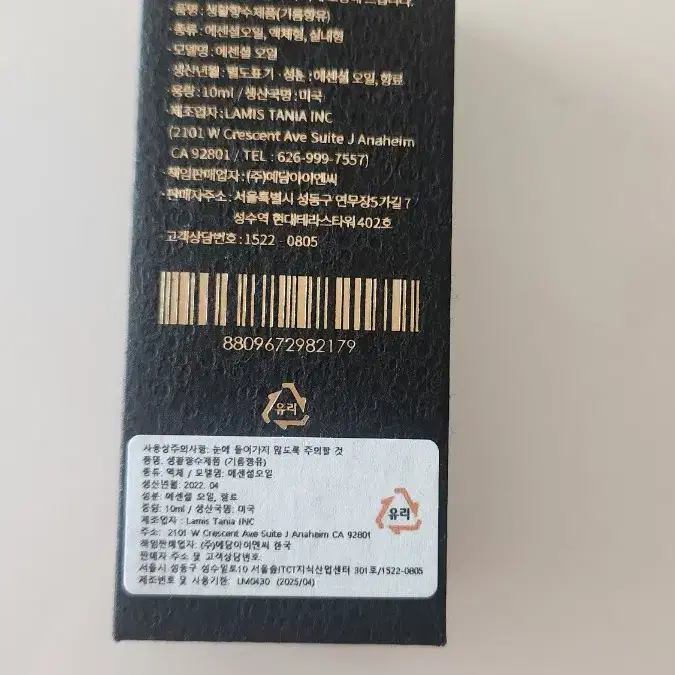 ·품명: 생활향수제품(기름향유)
·종류: 에센셜오일, 액체형, 실내형
·모델명: 에센셜 오일
·생산년월: 별도표기 · 성분: 에센셜 오일, 향료
·용량: 10ml / 생산국명: 미국
·제조업자: LAMIS TANIA INC
(2101 W Crescent Ave Suite J Anaheim
CA 92801 / TEL : 626-999-7557)
·책임판매업자: (주)에담아이앤씨
·판매자주소: 서울특별시 성동구 연무장5가길 7
성수역 현대테라스타워 402호
·고객상담번호: 1522 - 0805
8809672982179
유리
사용상주의사항: 눈에 들어가지 않도록 주의할 것
품명: 생활향수제품 (기름향유)
종류: 액체 / 모델명: 에센셜오일
생산년월: 2022. 04
성분: 에센셜 오일, 향료
용량: 10ml / 생산국명: 미국
제조업자 : Lamis Tania INC
주소: 2101 W Crescent Ave Suite J Anaheim CA 92801
책임판매업자: (주)에담아이엔씨 한국
판매자 주소 및 고객상담번호:
서울시 성동구 성수일로10 서울숲ITCT지식산업센터 301호/1522-0805
제조번호 및 사용기한: LM0430 (2025/04)
유리